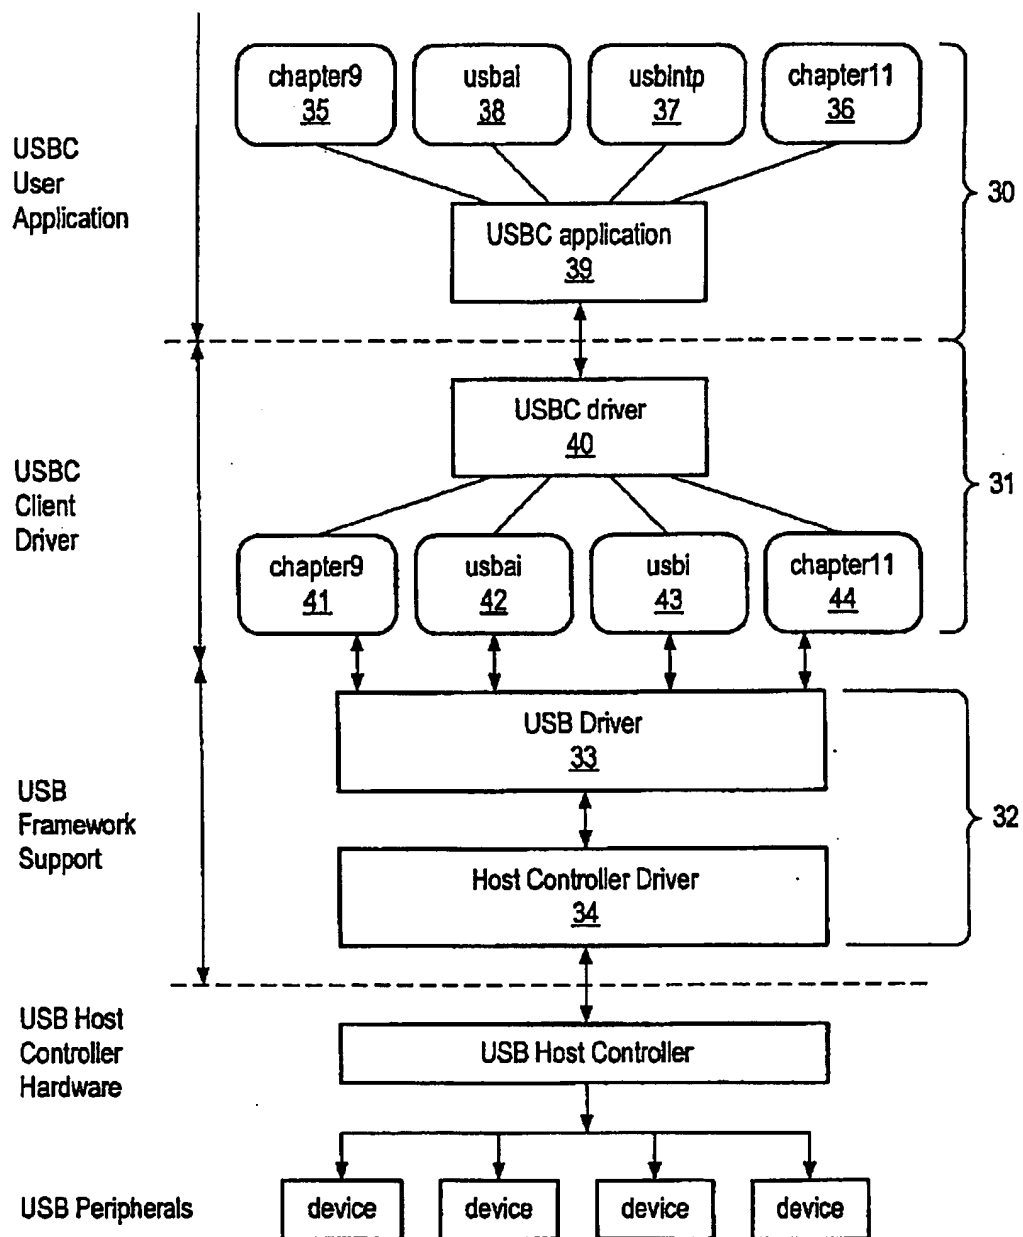 chapter9
35
usbai
38
usbintp
37
chapter11
36
USBC
User
Application
30
USBC application
39
USBC driver
40
USBC
Client
Driver
31
chapter9
41
usbai
42
usbi
43
chapter11
44
USB Driver
33
USB
Framework
Support
32
Host Controller Driver
34
USB Host
Controller
Hardware
USB Host Controller
USB Peripherals
device
device
device
device